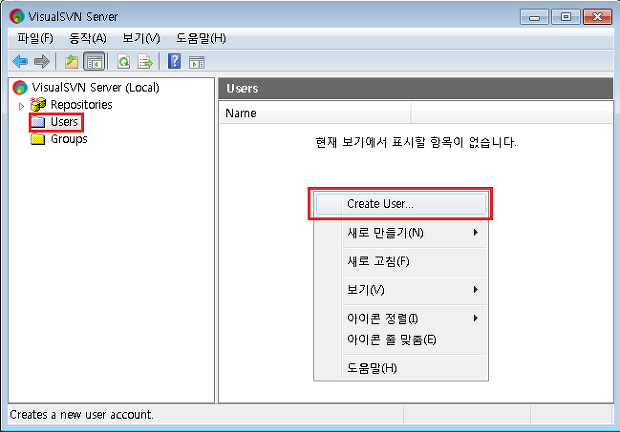 VisualSVN Server
파일(F) 동작(A) 보기(V) 도움말(H)
VisualSVN Server (Local)
Repositories
Users
Groups
Users
Name
현재 보기에서 표시할 항목이 없습니다.
Create User...
새로 만들기(N)
새로 고침(F)
보기(V)
아이콘 정렬(I)
아이콘 줄 맞춤(E)
도움말(H)
Creates a new user account.